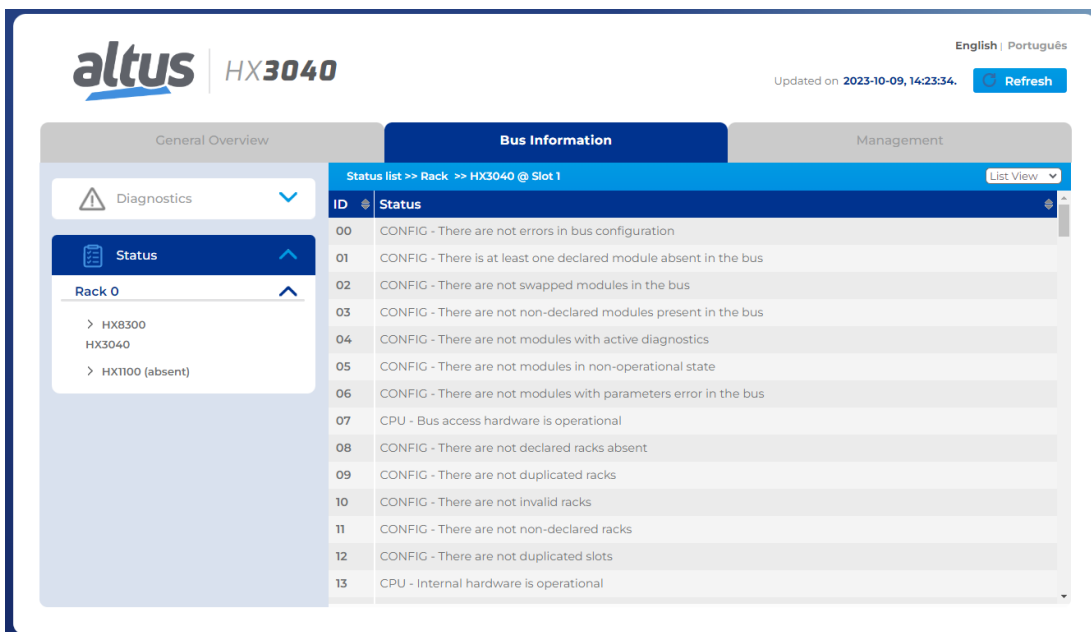 altus HX3040
English | Português
Updated on 2023-10-09, 14:23:34. Refresh
General Overview Bus Information Management
Diagnostics
Status
Rack 0
HX8300
HX3040
HX1100 (absent)
Status list >> Rack >> HX3040 @ Slot 1 List View
ID Status
00 CONFIG - There are not errors in bus configuration
01 CONFIG - There is at least one declared module absent in the bus
02 CONFIG - There are not swapped modules in the bus
03 CONFIG - There are not non-declared modules present in the bus
04 CONFIG - There are not modules with active diagnostics
05 CONFIG - There are not modules in non-operational state
06 CONFIG - There are not modules with parameters error in the bus
07 CPU - Bus access hardware is operational
08 CONFIG - There are not declared racks absent
09 CONFIG - There are not duplicated racks
10 CONFIG - There are not invalid racks
11 CONFIG - There are not non-declared racks
12 CONFIG - There are not duplicated slots
13 CPU - Internal hardware is operational